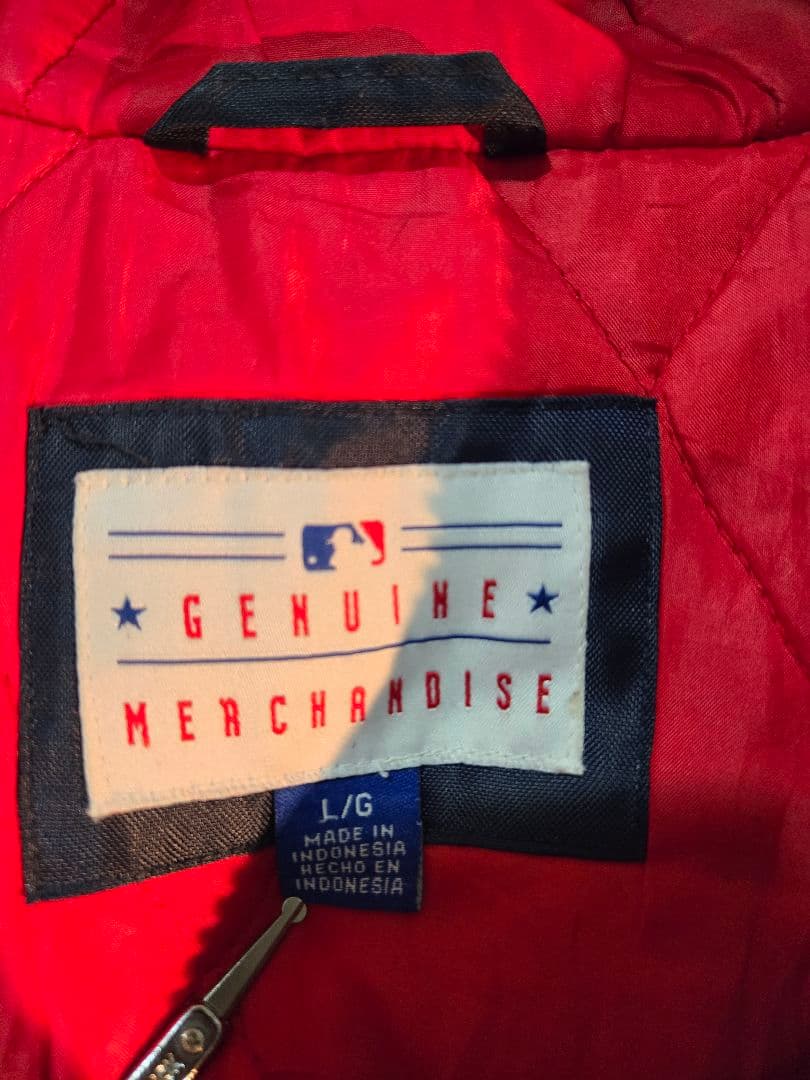 GENUINE
MERCHANDISE
L/G
MADE IN
INDONESIA
HECHO EN
INDONESIA